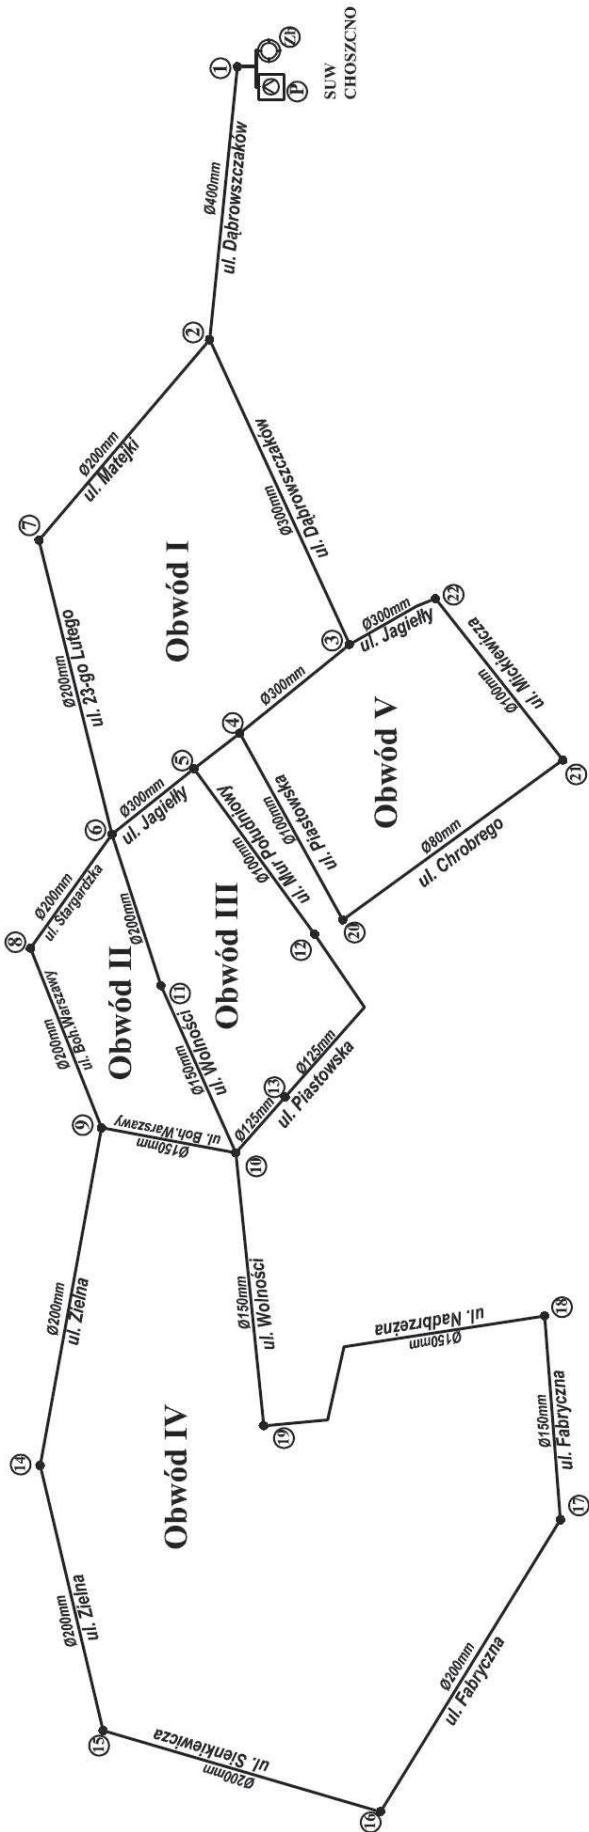 1
ZH
P
SUW
CHOSZCNO
Ø400mm
ul. Dąbrowszczaków
2
Ø200mm
ul. Matejki
7
Ø300mm
ul. Dąbrowszczaków
Obwód I
Ø200mm
ul. 23-go Lutego
3
Ø300mm
ul. Jagiełły
22
Ø300mm
4
5
Ø300mm
ul. Jagiełły
6
Ø100mm
ul. Mickiewicza
21
Obwód V
Ø80mm
ul. Chrobrego
20
Ø100mm
ul. Piastowska
Ø100mm
ul. Mur Południowy
12
Ø200mm
ul. Stargardzka
8
Ø200mm
Obwód III
Obwód II
11
Ø200mm
ul. Boh.Warszawy
9
Ø150mm
ul. Wolności
Ø125mm
ul. Piastowska
13
Ø125mm
10
ul. Boh.Warszawy
Ø150mm
Ø200mm
ul. Zielna
14
Ø150mm
ul. Wolności
19
ul. Nadbrzeżna
Ø150mm
18
Obwód IV
Ø150mm
ul. Fabryczna
17
Ø200mm
ul. Zielna
15
ul. Sienkiewicza
Ø200mm
16
Ø200mm
ul. Fabryczna